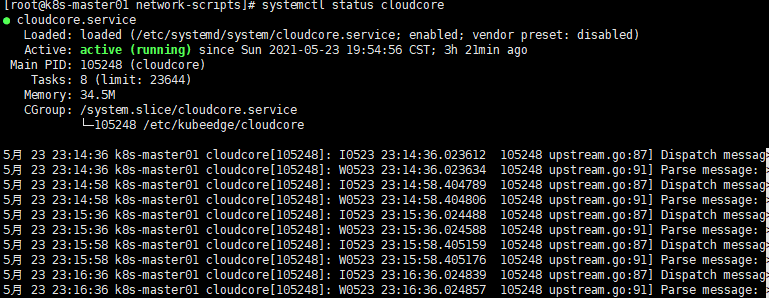 [root@k8s-master01 network-scripts]# systemctl status cloudcore
● cloudcore.service
Loaded: loaded (/etc/systemd/system/cloudcore.service; enabled; vendor preset: disabled)
Active: active (running) since Sun 2021-05-23 19:54:56 CST; 3h 21min ago
Main PID: 105248 (cloudcore)
Tasks: 8 (limit: 23644)
Memory: 34.5M
CGroup: /system.slice/cloudcore.service
└─105248 /etc/kubeedge/cloudcore
5月 23 23:14:36 k8s-master01 cloudcore[105248]: I0523 23:14:36.023612  105248 upstream.go:87] Dispatch messag>
5月 23 23:14:36 k8s-master01 cloudcore[105248]: W0523 23:14:36.023634  105248 upstream.go:91] Parse message: >
5月 23 23:14:58 k8s-master01 cloudcore[105248]: I0523 23:14:58.404789  105248 upstream.go:87] Dispatch messag>
5月 23 23:14:58 k8s-master01 cloudcore[105248]: W0523 23:14:58.404806  105248 upstream.go:91] Parse message: >
5月 23 23:15:36 k8s-master01 cloudcore[105248]: I0523 23:15:36.024488  105248 upstream.go:87] Dispatch messag>
5月 23 23:15:36 k8s-master01 cloudcore[105248]: W0523 23:15:36.024588  105248 upstream.go:91] Parse message: >
5月 23 23:15:58 k8s-master01 cloudcore[105248]: I0523 23:15:58.405159  105248 upstream.go:87] Dispatch messag>
5月 23 23:15:58 k8s-master01 cloudcore[105248]: W0523 23:15:58.405176  105248 upstream.go:91] Parse message: >
5月 23 23:16:36 k8s-master01 cloudcore[105248]: I0523 23:16:36.024839  105248 upstream.go:87] Dispatch messag>
5月 23 23:16:36 k8s-master01 cloudcore[105248]: W0523 23:16:36.024857  105248 upstream.go:91] Parse message: >